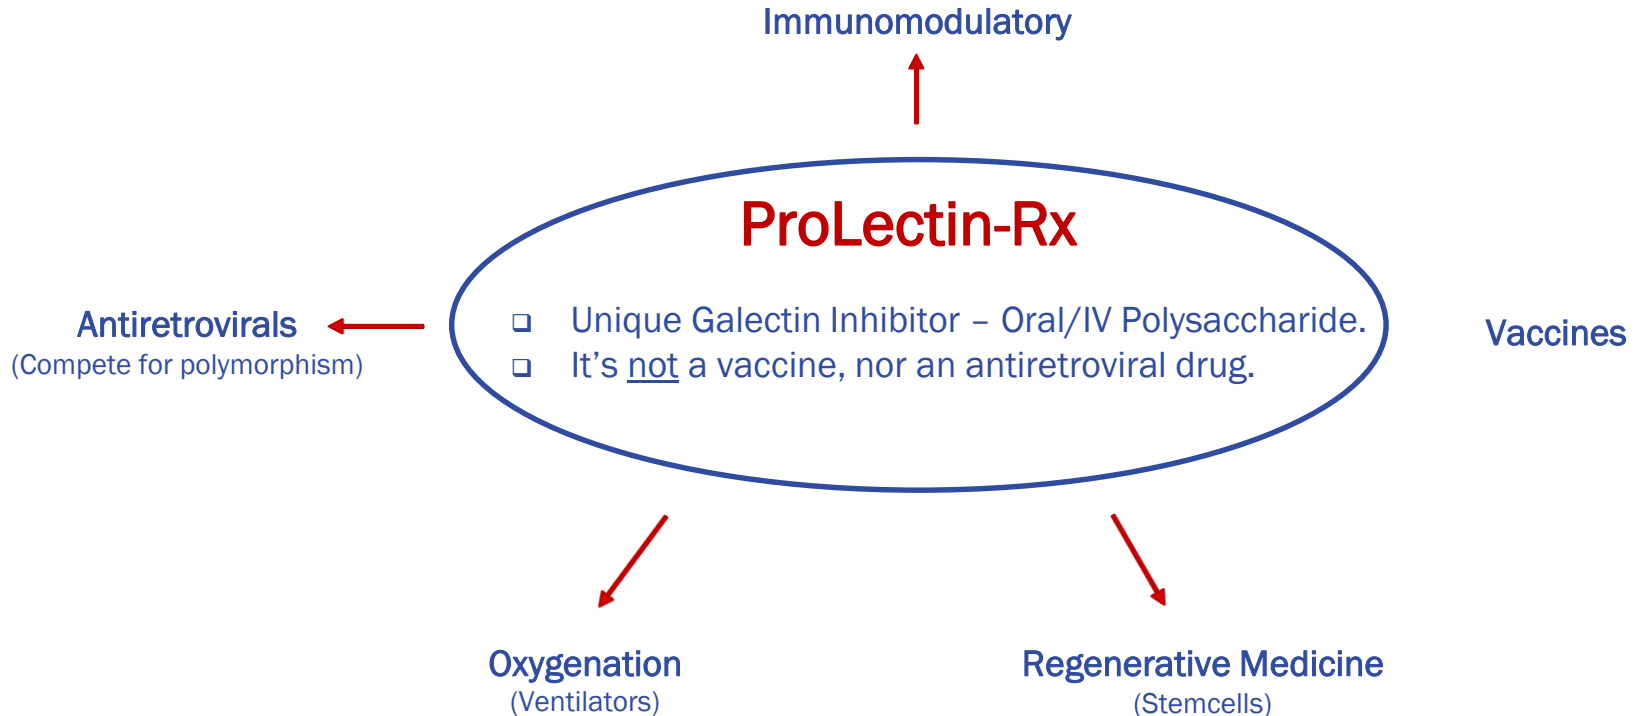 Immunomodulatory
ProLectin-Rx
❑ Unique Galectin Inhibitor – Oral/IV Polysaccharide.
❑ It’s not a vaccine, nor an antiretroviral drug.
Antiretrovirals
(Compete for polymorphism)
Vaccines
Oxygenation
(Ventilators)
Regenerative Medicine
(Stemcells)